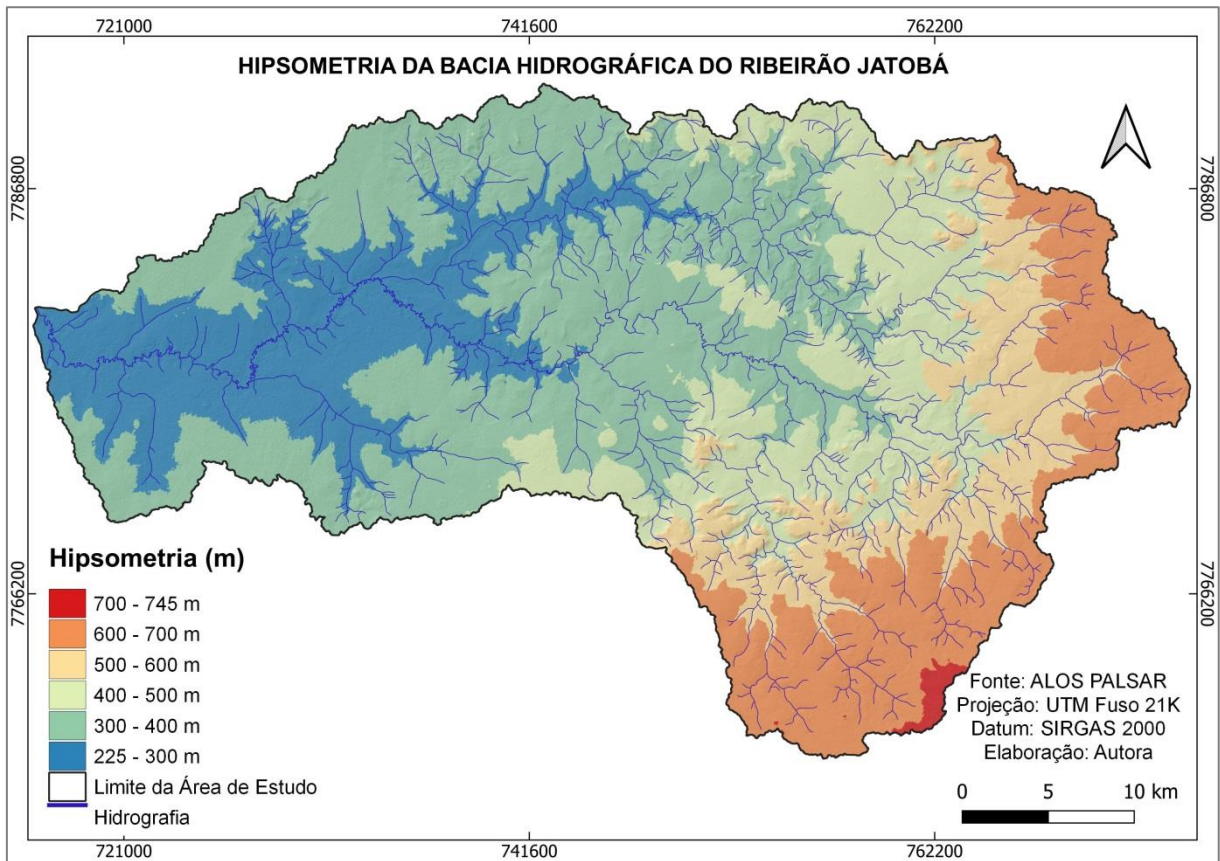 721000
741600
762200
HIPSOMETRIA DA BACIA HIDROGRÁFICA DO RIBEIRÃO JATOBÁ
7786800
7786800
Hipsometria (m)
700 - 745 m
600 - 700 m
500 - 600 m
400 - 500 m
300 - 400 m
225 - 300 m
Limite da Área de Estudo
Hidrografia
7766200
7766200
Fonte: ALOS PALSAR
Projeção: UTM Fuso 21K
Datum: SIRGAS 2000
Elaboração: Autora
0 5 10 km
721000
741600
762200